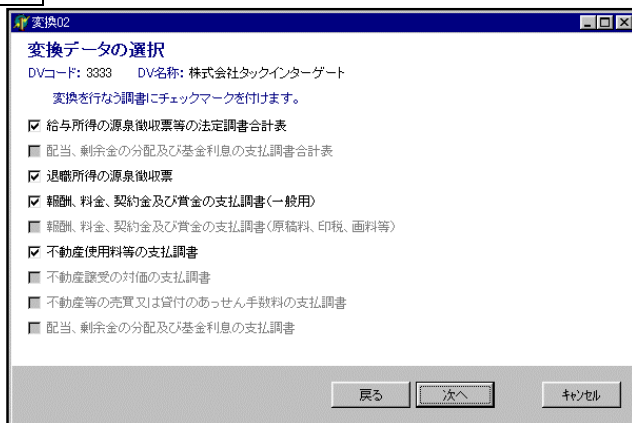 変換02
変換データの選択
DVコード: 3333 DV名称: 株式会社タックインターゲート
変換を行なう調書にチェックマークを付けます。
給与所得の源泉徴収票等の法定調書合計表
配当、剰余金の分配及び基金利息の支払調書合計表
退職所得の源泉徴収票
報酬、料金、契約金及び賞金の支払調書(一般用)
報酬、料金、契約金及び賞金の支払調書(原稿料、印税、画料等)
不動産使用料等の支払調書
不動産譲受の対価の支払調書
不動産等の売買又は貸付のあっせん手数料の支払調書
配当、剰余金の分配及び基金利息の支払調書
戻る 次へ キャンセル